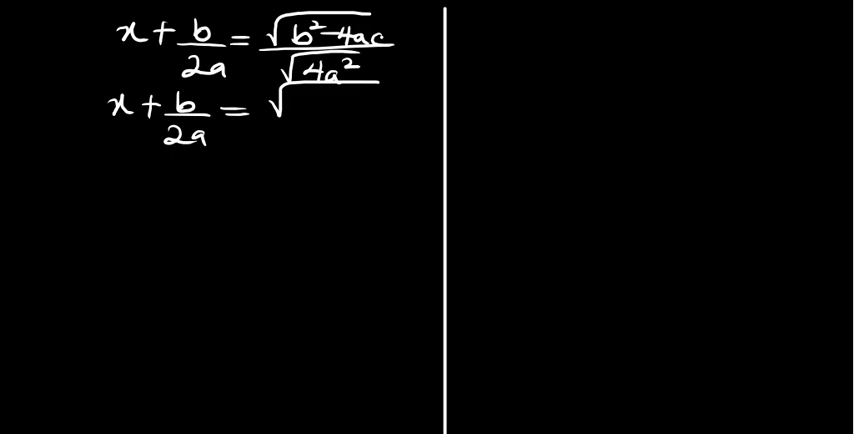 x + b/2a = √(b² - 4ac)/√(4a²)
x + b/2a = √